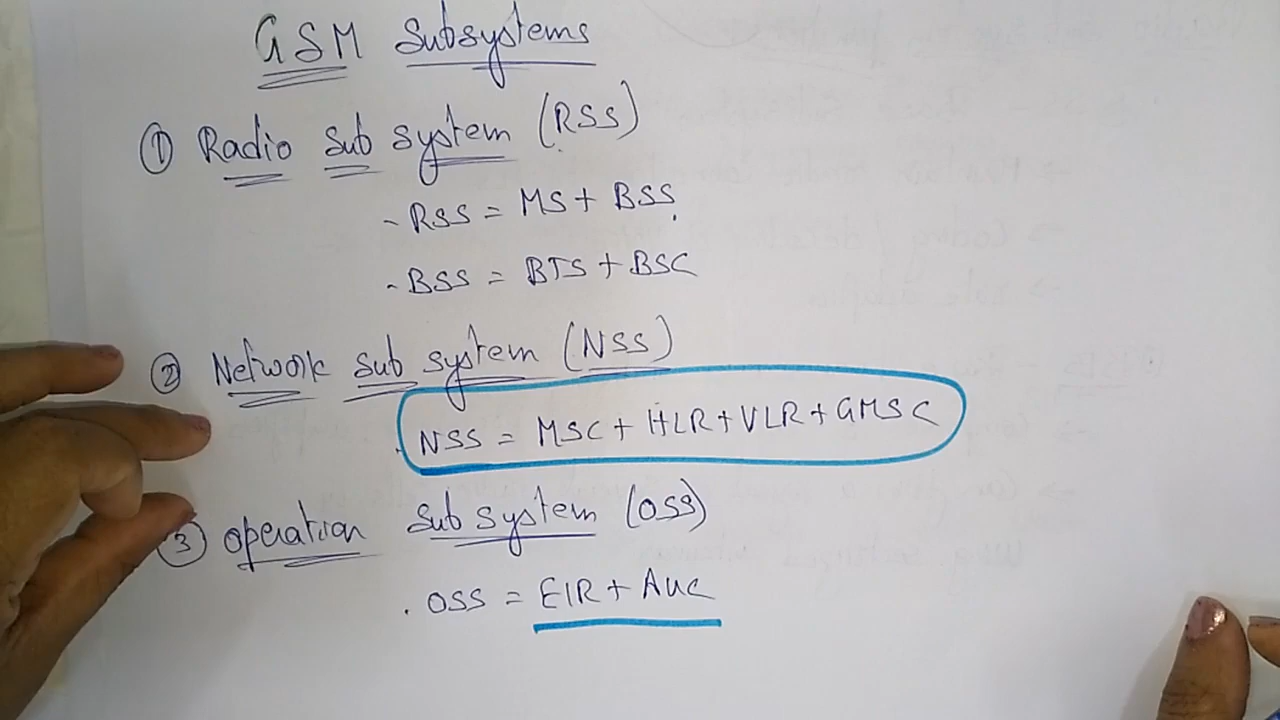 GSM Subsystems
① Radio Sub system (RSS)
- RSS = MS + BSS
- BSS = BTS + BSC
② Network Sub system (NSS)
. NSS = MSC + HLR + VLR + GMSC
③ operation Sub system (OSS)
. OSS = EIR + AUC